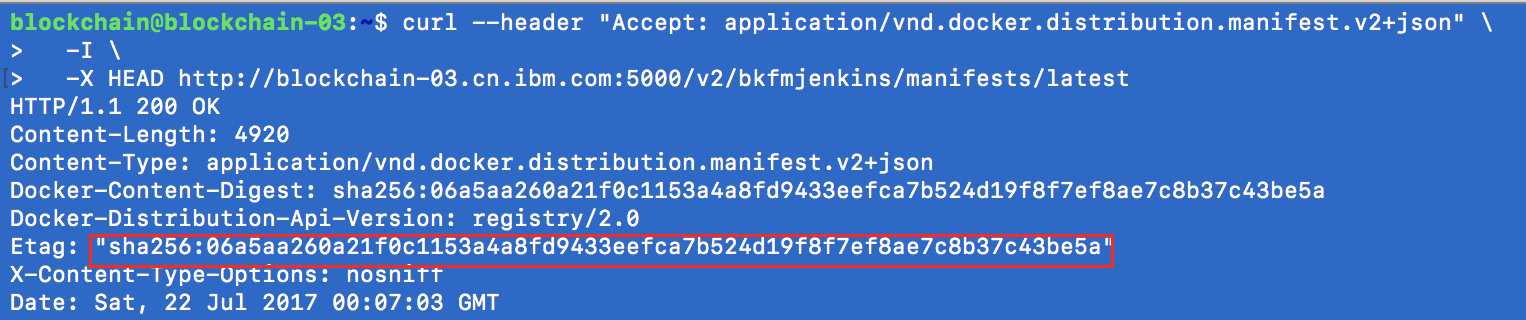 blockchain@blockchain-03:~$ curl --header "Accept: application/vnd.docker.distribution.manifest.v2+json" \
>   -I \
>   -X HEAD http://blockchain-03.cn.ibm.com:5000/v2/bkfmjenkins/manifests/latest
HTTP/1.1 200 OK
Content-Length: 4920
Content-Type: application/vnd.docker.distribution.manifest.v2+json
Docker-Content-Digest: sha256:06a5aa260a21f0c1153a4a8fd9433eefca7b524d19f8f7ef8ae7c8b37c43be5a
Docker-Distribution-Api-Version: registry/2.0
Etag: "sha256:06a5aa260a21f0c1153a4a8fd9433eefca7b524d19f8f7ef8ae7c8b37c43be5a"
X-Content-Type-Options: nosniff
Date: Sat, 22 Jul 2017 00:07:03 GMT